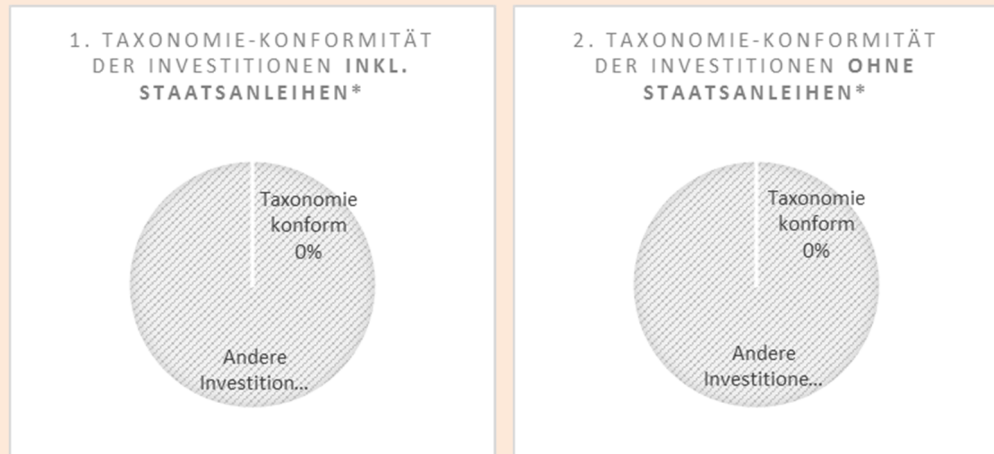 1. TAXONOMIE-KONFORMITÄT
DER INVESTITIONEN INKL.
STAATSANLEIHEN*
Taxonomie
konform
0%
Andere
Investition...
2. TAXONOMIE-KONFORMITÄT
DER INVESTITIONEN OHNE
STAATSANLEIHEN*
Taxonomie
konform
0%
Andere
Investitione...